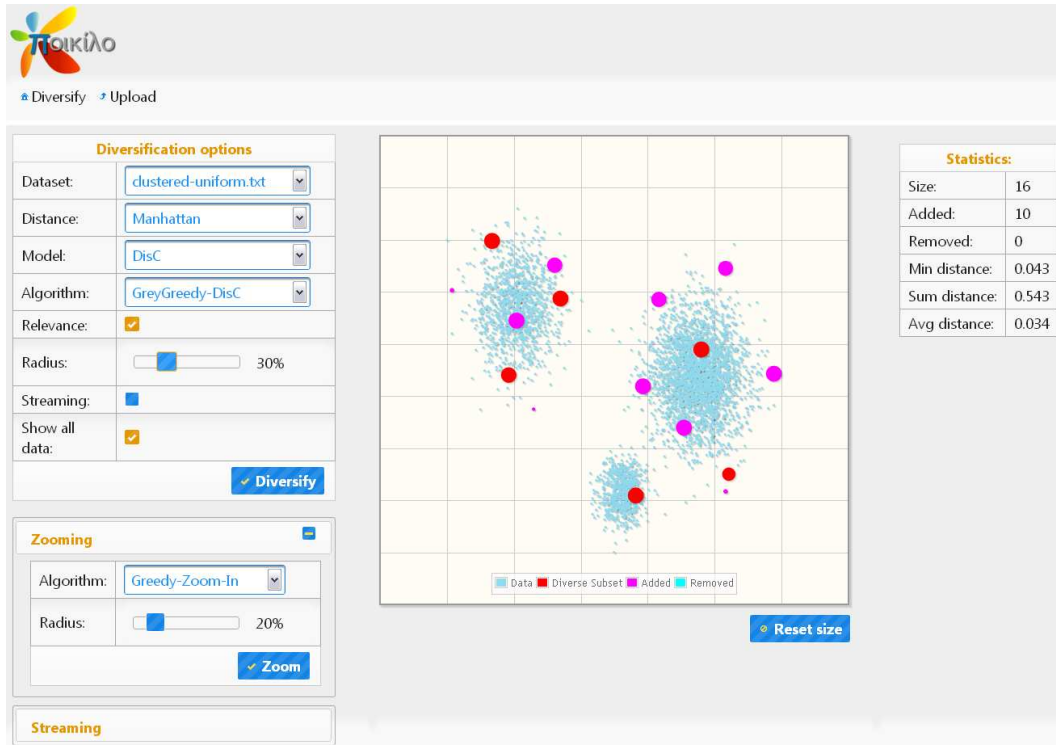 Ποικίλο
Diversify Upload
Diversification options
Dataset: clustered-uniform.txt
Distance: Manhattan
Model: DisC
Algorithm: GreyGreedy-DisC
Relevance:
Radius: 30%
Streaming:
Show all
data:
Diversify
Zooming
Algorithm: Greedy-Zoom-In
Radius: 20%
Zoom
Streaming
Data Diverse Subset Added Removed
Reset size
Statistics:
Size: 16
Added: 10
Removed: 0
Min distance: 0.043
Sum distance: 0.543
Avg distance: 0.034